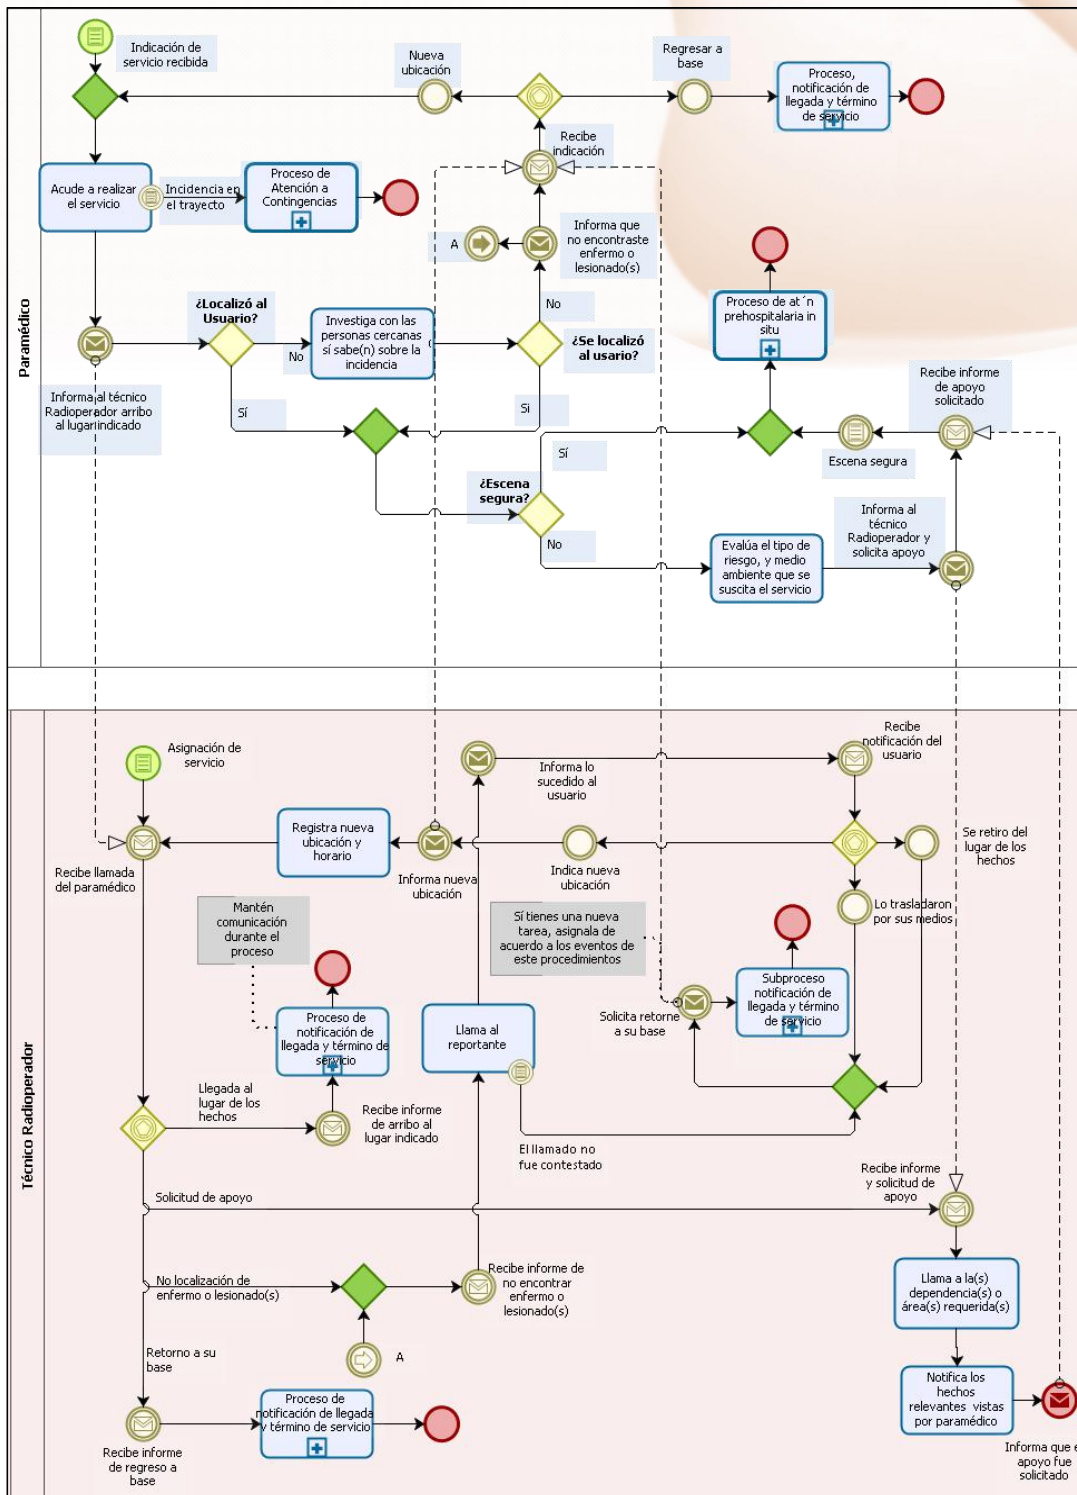 Paramédico
Indicación de
servicio recibida
Nueva
ubicación
Regresar a
base
Proceso,
notificación de
llegada y término
de servicio
Recibe
indicación
Acude a realizar
el servicio
Incidencia en
el trayecto
Proceso de
Atención a
Contingencias
A
Informa que
no encontraste
enfermo o
lesionado(s)
¿Localizó al
Usuario?
No
Investiga con las
personas cercanas
sí sabe(n) sobre la
incidencia
No
¿Se localizó
al usario?
Proceso de at´n
prehospitalaria in
situ
Informa al técnico
Radioperador arribo
al lugar indicado
Sí
Si
Recibe informe
de apoyo
solicitado
Escena segura
Sí
¿Escena
segura?
No
Evalúa el tipo de
riesgo, y medio
ambiente que se
suscita el servicio
Informa al
técnico
Radioperador y
solicita apoyo
Técnico Radioperador
Asignación de
servicio
Informa lo
sucedido al
usuario
Recibe
notificación del
usuario
Recibe llamada
del paramédico
Registra nueva
ubicación y
horario
Informa nueva
ubicación
Indica nueva
ubicación
Se retiro del
lugar de los
hechos
Lo trasladaron
por sus medios
Mantén
comunicación
durante el
proceso
Sí tienes una nueva
tarea, asignala de
acuerdo a los eventos de
este procedimientos
Proceso de
notificación de
llegada y término de
servicio
Llama al
reportante
Solicita retorne
a su base
Subproceso
notificación de
llegada y término
de servicio
Llegada al
lugar de los
hechos
Recibe informe
de arribo al
lugar indicado
El llamado no
fue contestado
Solicitud de apoyo
Recibe informe
y solicitud de
apoyo
No localización de
enfermo o lesionado(s)
Recibe informe de
no encontrar
enfermo o
lesionado(s)
A
Llama a la(s)
dependencia(s) o
área(s) requerida(s)
Retorno a su
base
Recibe informe
de regreso a
base
Proceso de
notificación de llegada
y término de servicio
Notifica los
hechos
relevantes vistas
por paramédico
Informa que e
apoyo fue
solicitado